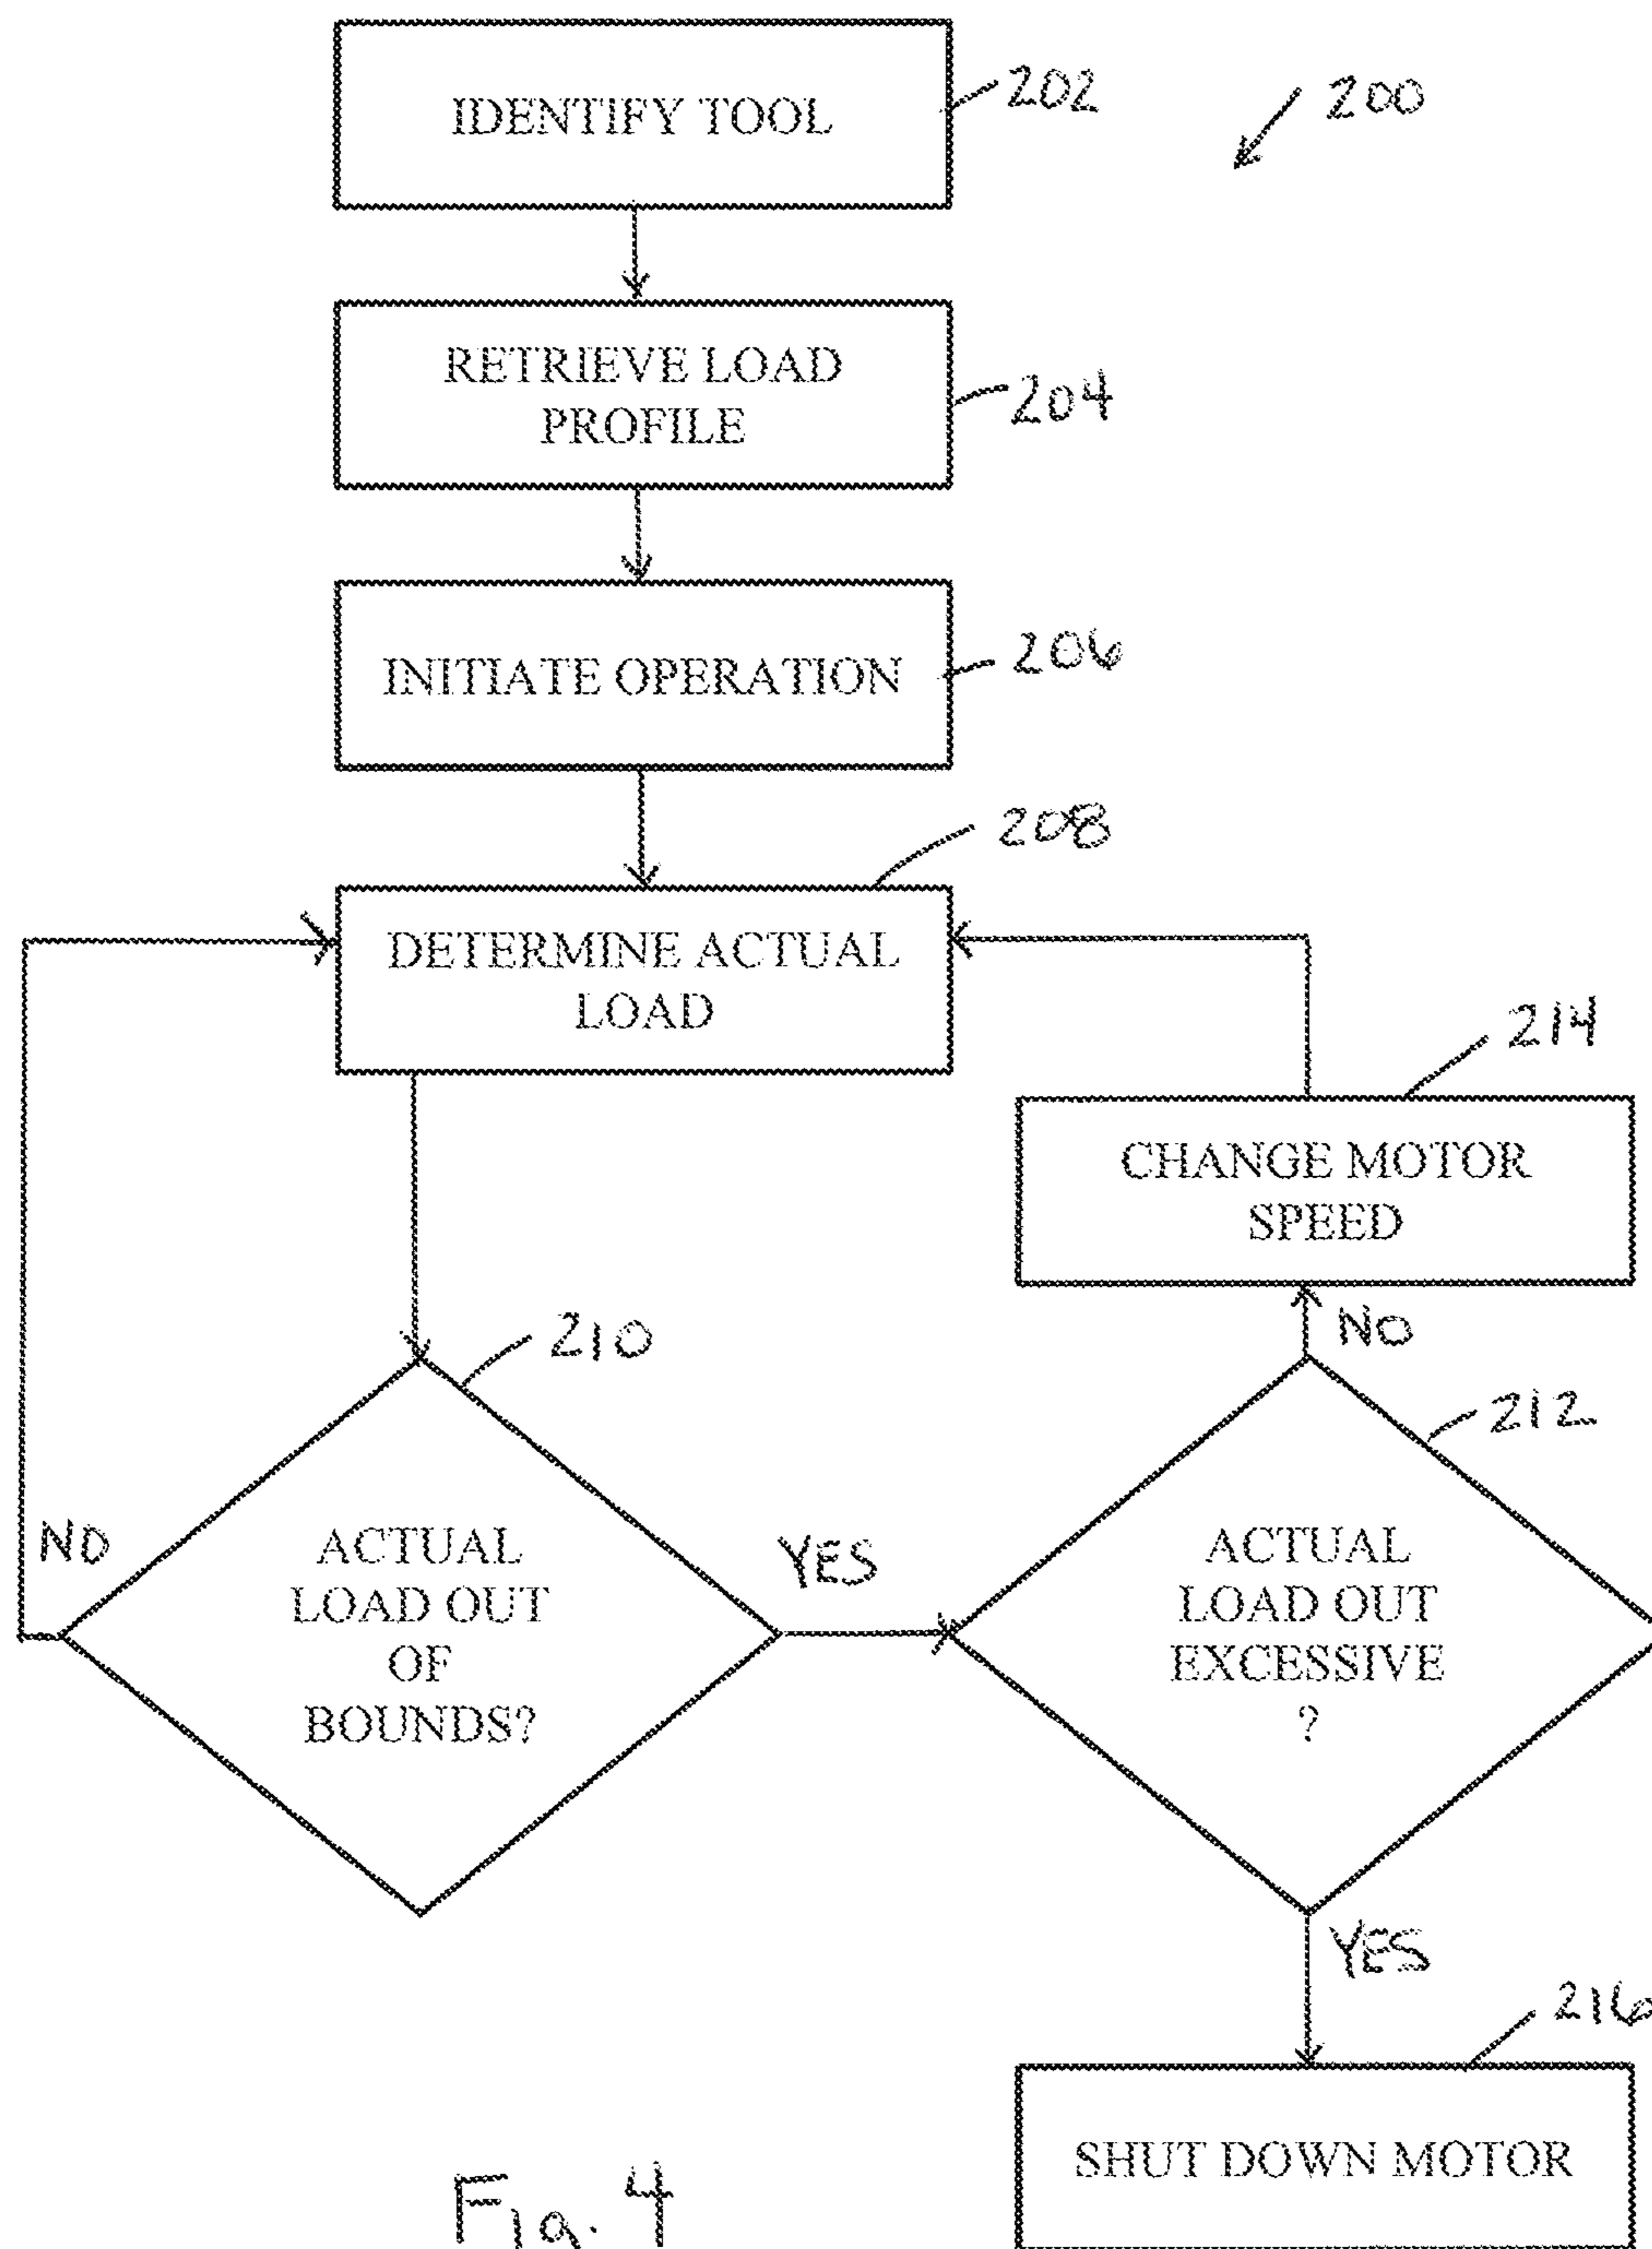 IDENTIFY TOOL
202
200
RETRIEVE LOAD
PROFILE
204
INITIATE OPERATION
206
208
DETERMINE ACTUAL
LOAD
214
CHANGE MOTOR
SPEED
NO
210
212
NO
ACTUAL
LOAD OUT
OF
BOUNDS?
YES
ACTUAL
LOAD OUT
EXCESSIVE
?
YES
216
SHUT DOWN MOTOR
Fig. 4